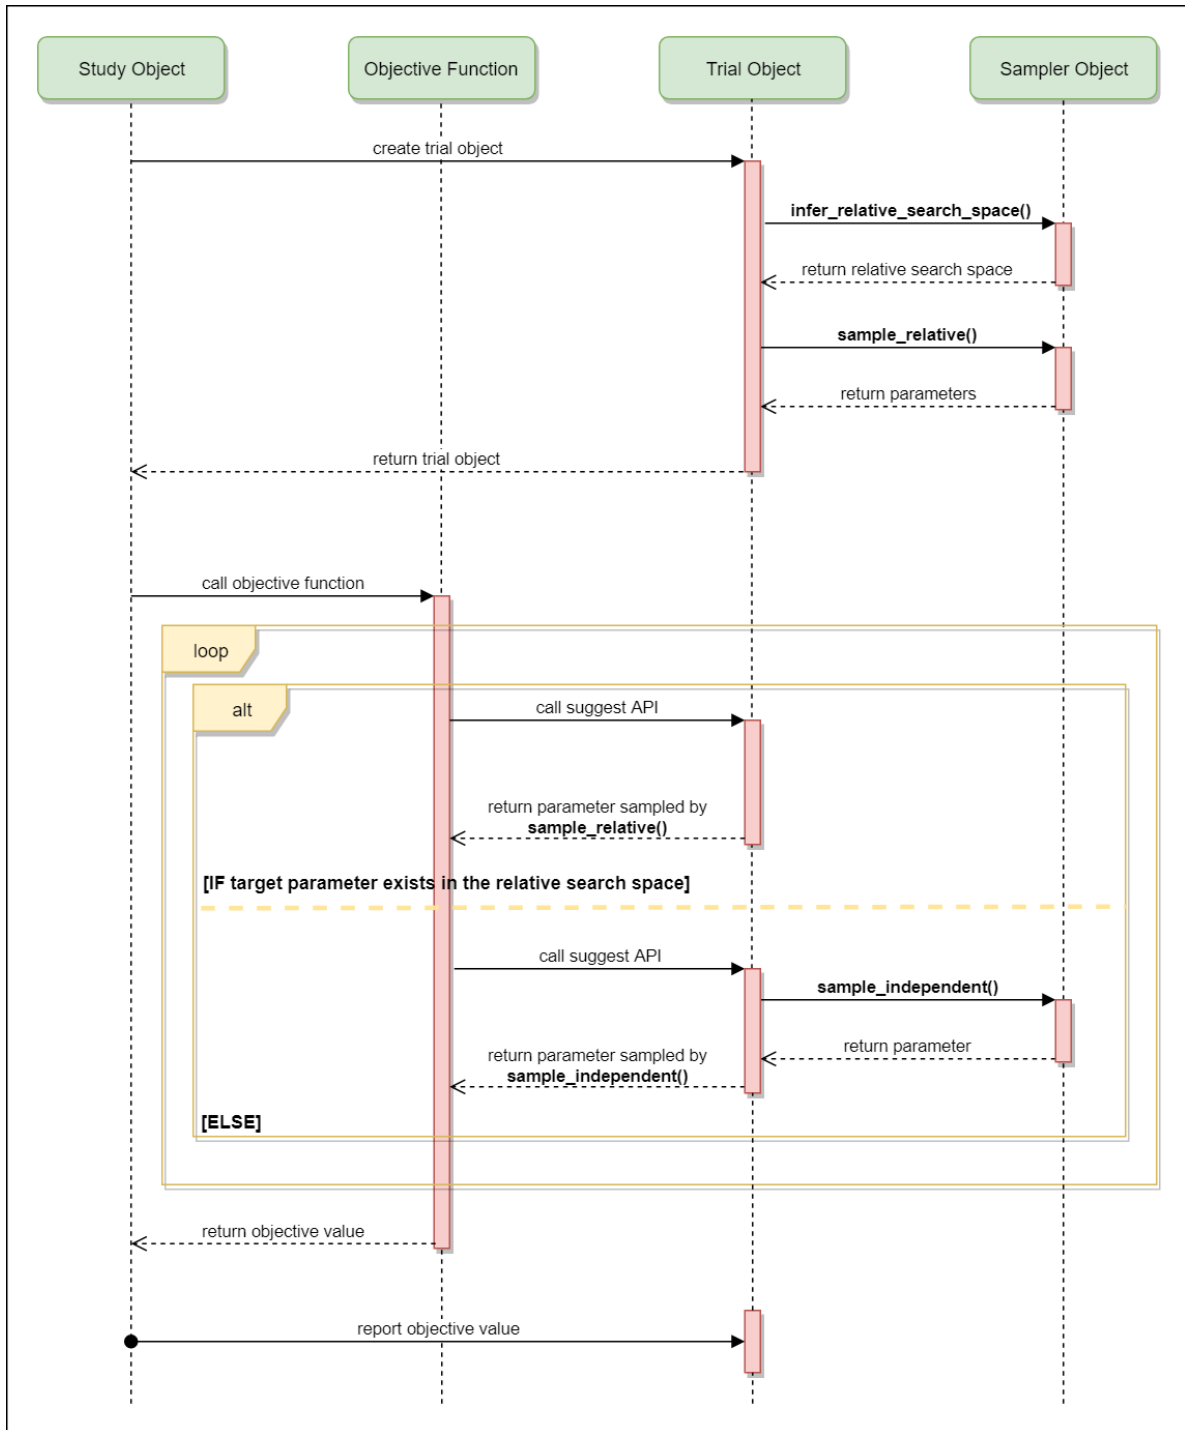 Study Object
Objective Function
Trial Object
Sampler Object
create trial object
infer_relative_search_space()
return relative search space
sample_relative()
return parameters
return trial object
call objective function
loop
alt
call suggest API
return parameter sampled by
sample_relative()
[IF target parameter exists in the relative search space]
call suggest API
sample_independent()
return parameter
return parameter sampled by
sample_independent()
[ELSE]
return objective value
report objective value